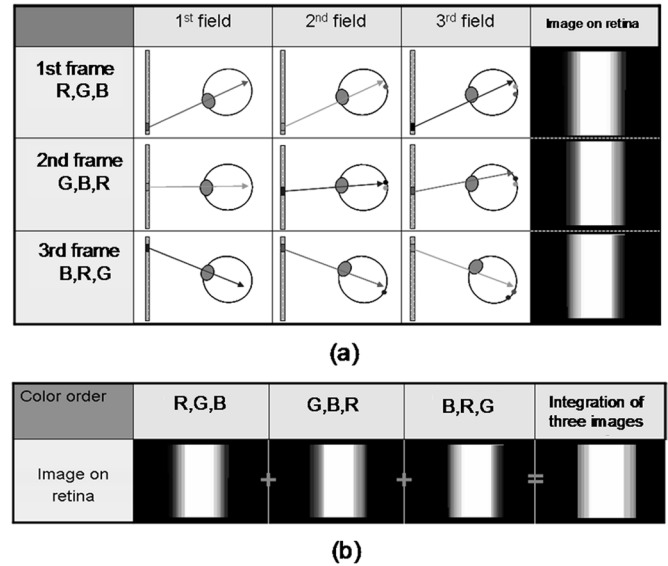 1st field 2nd field 3rd field Image on retina
1st frame
R,G,B
2nd frame
G,B,R
3rd frame
B,R,G
(a)
Color order R,G,B G,B,R B,R,G Integration of
three images
Image on
retina
+ + =
(b)